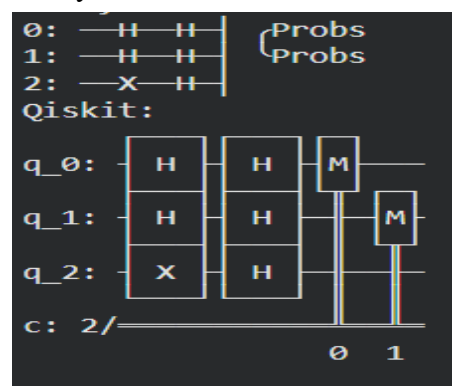 0: ——H——H——┤ ╭Probs
1: ——H——H——┤ ╰Probs
2: ——X——H——┤
Qiskit:
q_0: H H M
q_1: H H M
q_2: X H
c: 2/
0 1